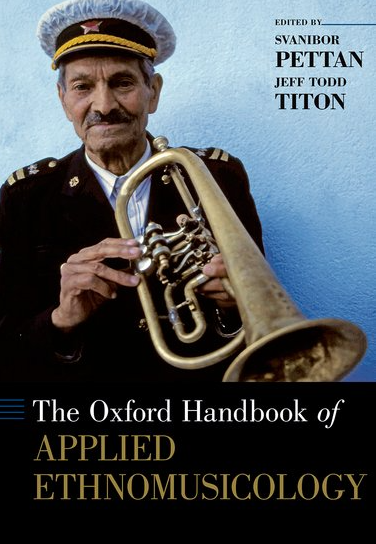 EDITED BY
SVANIBOR
PETTAN
JEFF TODD
TITON
The Oxford Handbook of
APPLIED
ETHNOMUSICOLOGY